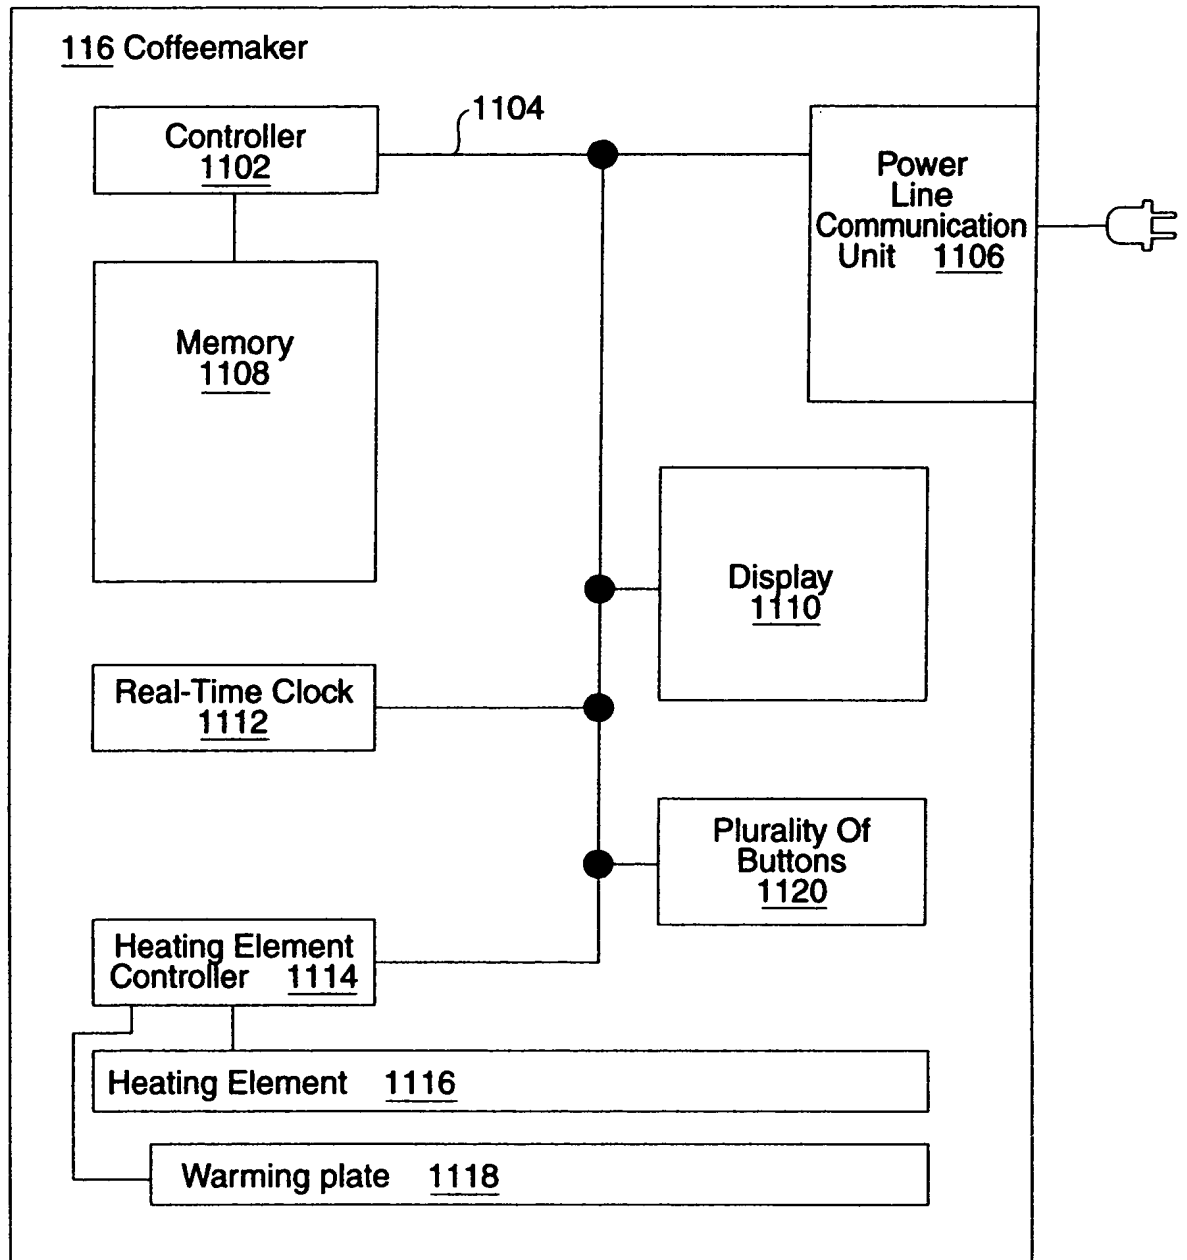 116 Coffeemaker
1104
Controller
1102
Power
Line
Communication
Unit 1106
Memory
1108
Display
1110
Real-Time Clock
1112
Plurality Of
Buttons
1120
Heating Element
Controller 1114
Heating Element 1116
Warming plate 1118